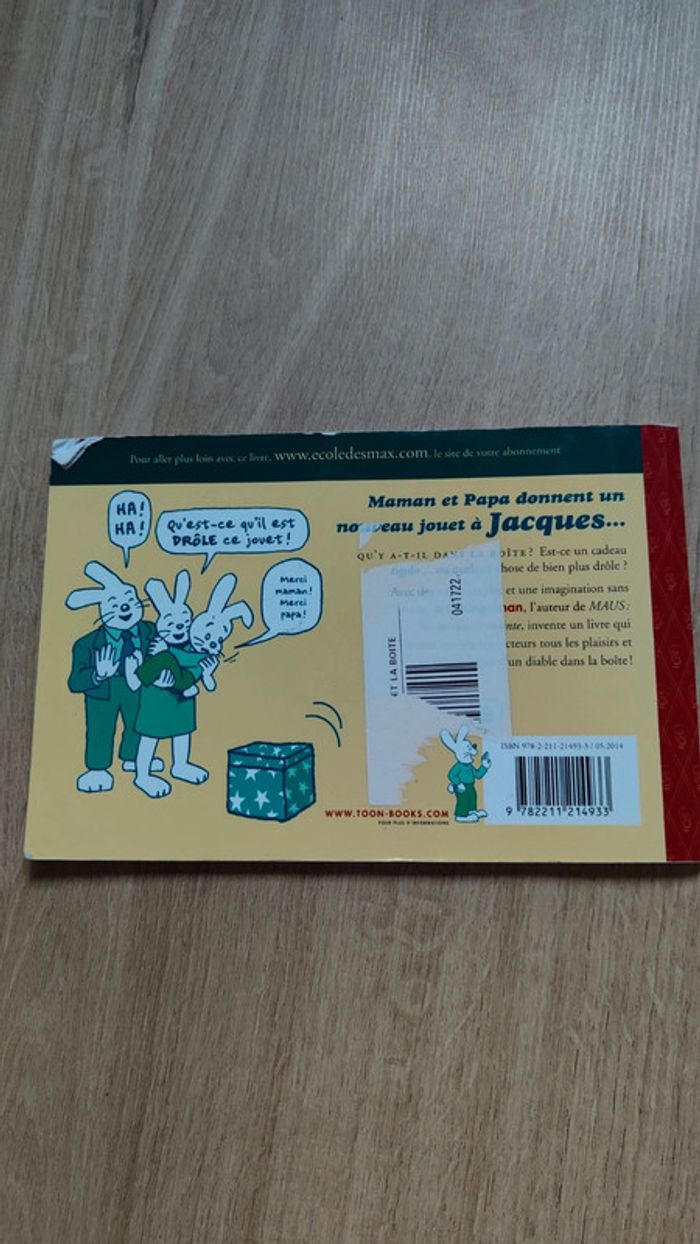 Pour aller plus loin avec ce livre, www.ecoledesmax.com, le site de votre abonnement
HA!
HA!
Qu'est-ce qu'il est
DRÔLE ce jouet!
Merci
maman!
Merci
papa!
Maman et Papa donnent un
nouveau jouet à Jacques...
QU'Y A-T-IL DANS LA BOÎTE? Est-ce un cadeau
hose de bien plus drôle ?
et une imagination sans
man, l'auteur de MAUS:
nte, invente un livre qui
cteurs tous les plaisirs et
un diable dans la boîte!
ET LA BOITE
041722
WWW.TOON-BOOKS.COM
POUR PLUS D'INFORMATIONS
ISBN 978-2-211-21493-3 / 05.2014
9 782211 214933